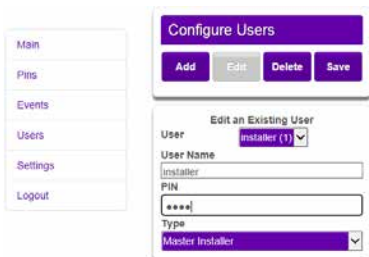 Main
Pins
Events
Users
Settings
Logout
Configure Users
Add Edit Delete Save
Edit an Existing User
User installer (1)
User Name
installer
PIN
●●●●
Type
Master Installer